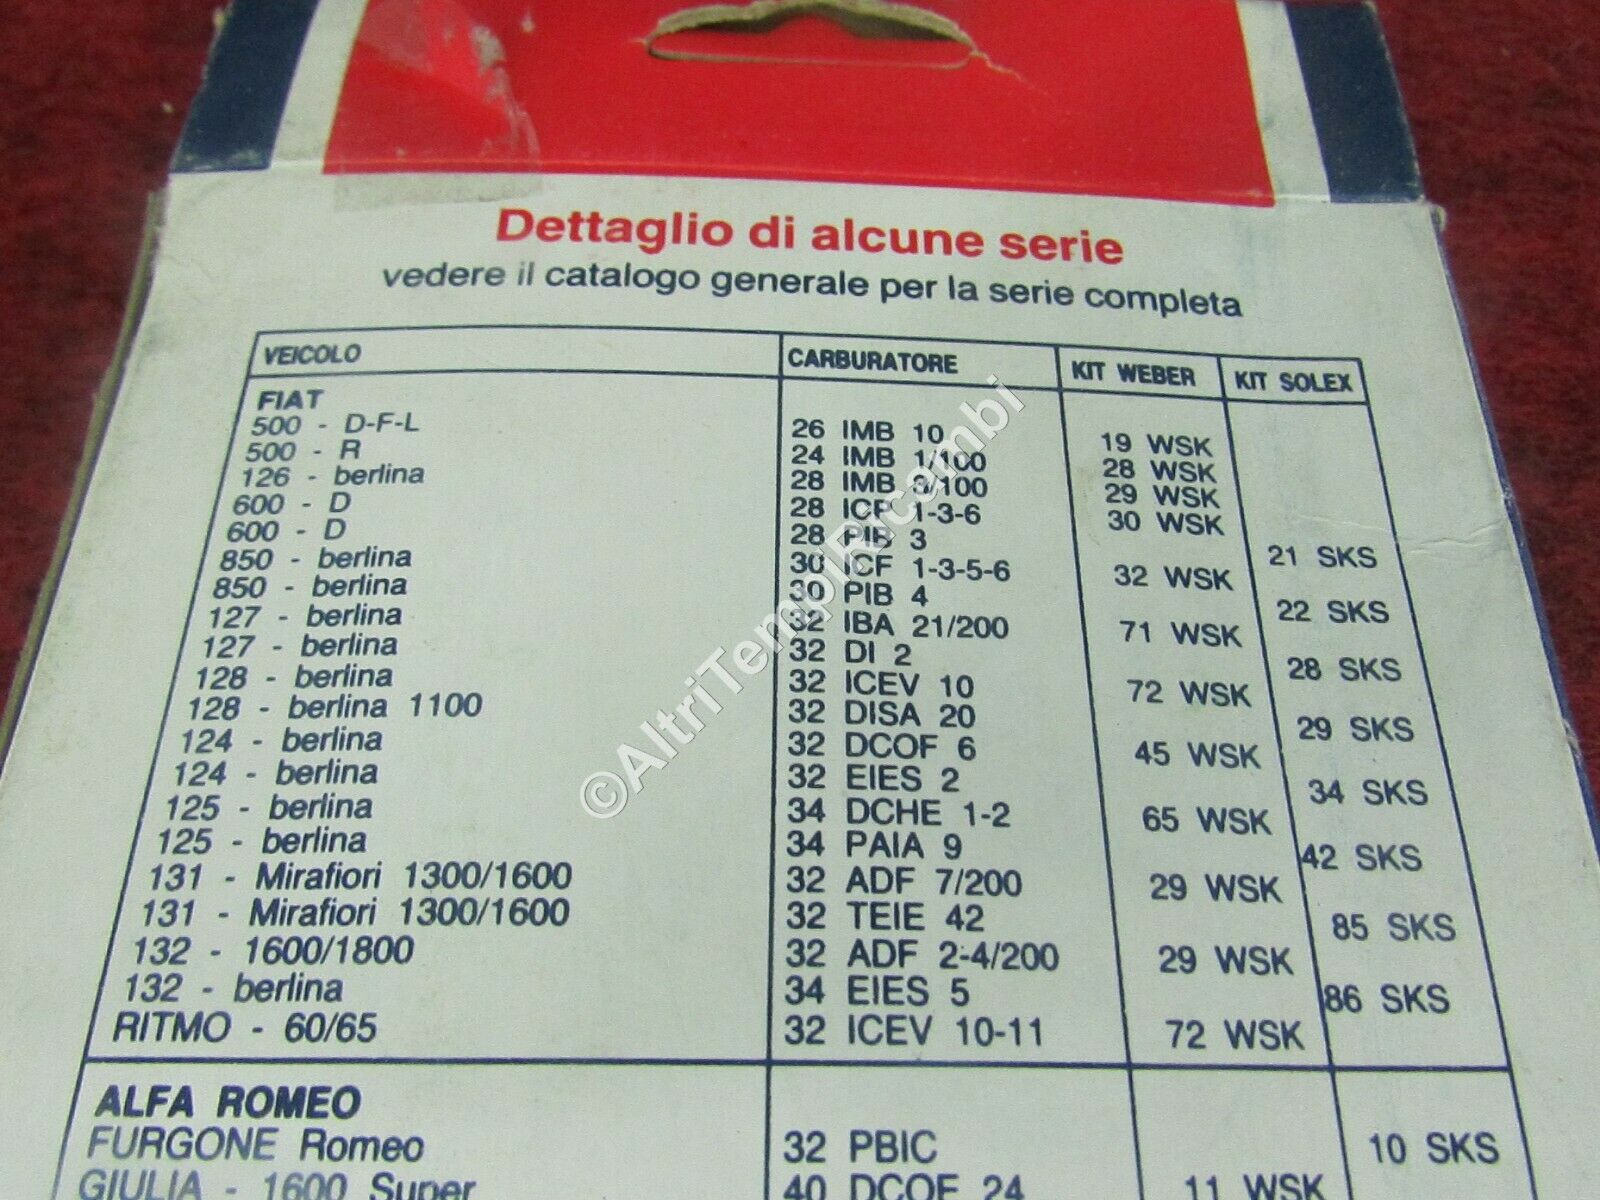 Dettaglio di alcune serie
vedere il catalogo generale per la serie completa
VEICOLO CARBURATORE KIT WEBER KIT SOLEX
FIAT
500 - D-F-L 26 IMB 10 19 WSK
500 - R 24 IMB 1/100 28 WSK
126 - berlina 28 IMB 3/100 29 WSK
600 - D 28 ICP 1-3-6 30 WSK
600 - D 28 PIB 3 21 SKS
850 - berlina 30 ICF 1-3-5-6 32 WSK
850 - berlina 30 PIB 4 22 SKS
127 - berlina 32 IBA 21/200 71 WSK
127 - berlina 32 DI 2 28 SKS
128 - berlina 32 ICEV 10 72 WSK
128 - berlina 1100 32 DISA 20 29 SKS
124 - berlina 32 DCOF 6 45 WSK
124 - berlina 32 EIES 2 34 SKS
125 - berlina 34 DCHE 1-2 65 WSK
125 - berlina 34 PAIA 9 42 SKS
131 - Mirafiori 1300/1600 32 ADF 7/200 29 WSK
131 - Mirafiori 1300/1600 32 TEIE 42 85 SKS
132 - 1600/1800 32 ADF 2-4/200 29 WSK
132 - berlina 34 EIES 5 86 SKS
RITMO - 60/65 32 ICEV 10-11 72 WSK
ALFA ROMEO
FURGONE Romeo 32 PBIC 10 SKS
GIULIA - 1600 Super 40 DCOE 24 11 WSK
©AltriTempiRicambi